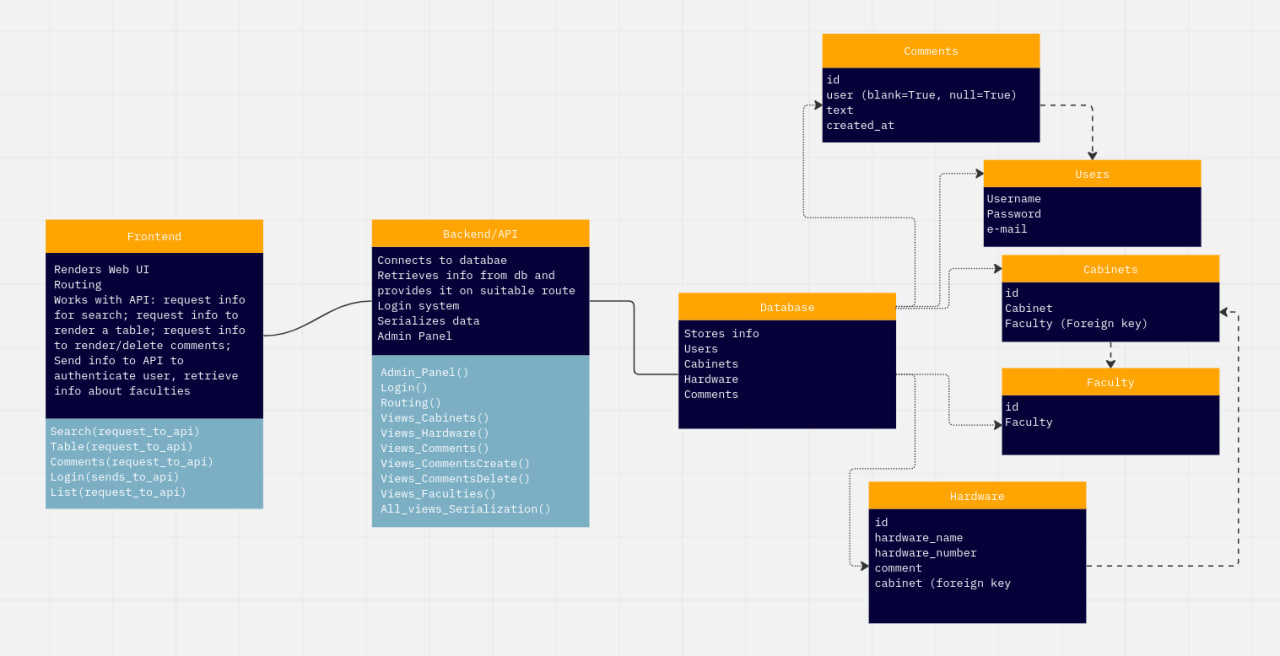 Comments
id
user (blank=True, null=True)
text
created_at
Users
Username
Password
e-mail
Frontend
Renders Web UI
Routing
Works with API: request info
for search; request info to
render a table; request info
to render/delete comments;
Send info to API to
authenticate user, retrieve
info about faculties
Search(request_to_api)
Table(request_to_api)
Comments(request_to_api)
Login(sends_to_api)
List(request_to_api)
Backend/API
Connects to databae
Retrieves info from db and
provides it on suitable route
Login system
Serializes data
Admin Panel
Admin_Panel()
Login()
Routing()
Views_Cabinets()
Views_Hardware()
Views_Comments()
Views_CommentsCreate()
Views_CommentsDelete()
Views_Faculties()
All_views_Serialization()
Database
Stores info
Users
Cabinets
Hardware
Comments
Cabinets
id
Cabinet
Faculty (Foreign key)
Faculty
id
Faculty
Hardware
id
hardware_name
hardware_number
comment
cabinet (foreign key